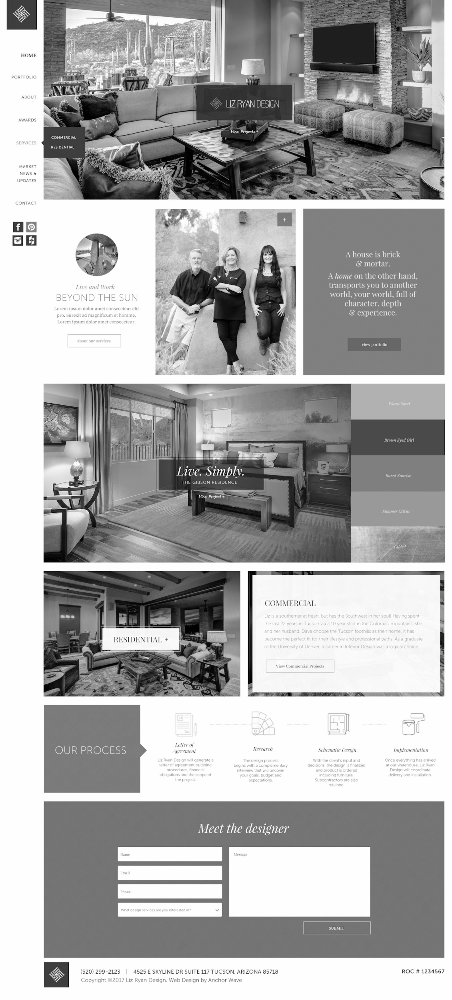 HOME
PORTFOLIO
ABOUT
AWARDS
SERVICES
COMMERCIAL
RESIDENTIAL
MARKET
NEWS &
UPDATES
CONTACT
LIZ RYAN DESIGN
View Projects +
Live and Work
BEYOND THE SUN
Lorem ipsum dolor amet conseceteur elit
pro. Surexit ad magnificum et homme.
Lorem ipsum dolor amet conseceteur.
about our services
+
A house is brick
& mortar.
A home on the other hand,
transports you to another
world, your world, full of
character, depth
& experience.
view portfolio
Live. Simply.
THE GIBSON RESIDENCE
View Project +
Warm Sand
Brown Eyed Girl
Burnt Sunrise
Summer Citrus
Gilded
RESIDENTIAL +
COMMERCIAL
Liz is a southerner at heart, but has the Southwest in her soul! Having spent
the last 22 years in Tucson via a 10 year stint in the Colorado mountains, she
and her husband, Dave choose the Tucson foothills as their home. It has
become the perfect fit for their lifestyle and professional paths. As a graduate
of the University of Denver, a career in Interior Design was a logical choice...
View Commercial Projects
OUR PROCESS
Letter of
Agreement
Liz Ryan Design will generate a
letter of agreement outlining
procedures, financial
obligations and the scope of
the project.
Research
The design process
begins with a complementary
interview that will uncover
your goals, budget and
expectations.
Schematic Design
With the client's input and
decisions, the design is finalized
and product is ordered
including furniture.
Subcontractors are also
retained.
Implementation
Once everything has arrived
at our warehouse, Liz Ryan
Design will coordinate
delivery and installation.
Meet the designer
Name
Email
Phone
What design services are you interested in?
Message
SUBMIT
(520) 299-2123 | 4525 E SKYLINE DR SUITE 117 TUCSON, ARIZONA 85718
Copyright ©2017 Liz Ryan Design. Web Design by Anchor Wave
ROC # 1234567